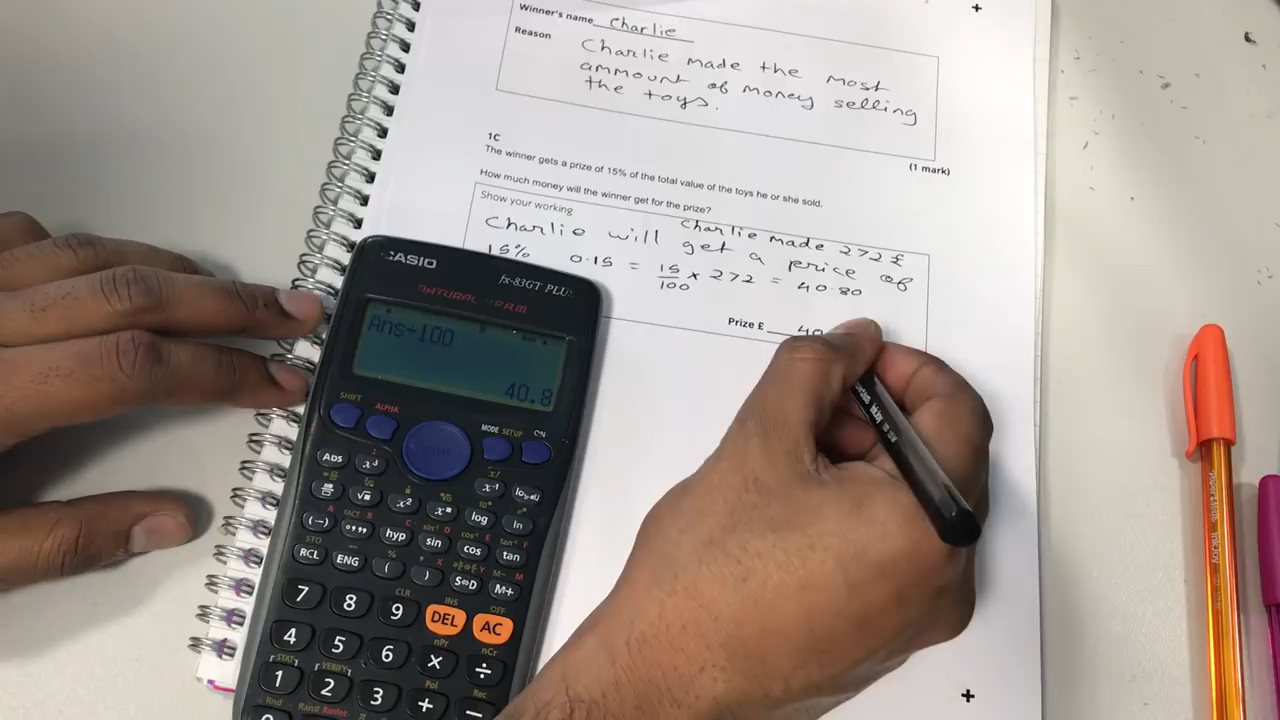 Winner's name Charlie
Reason
Charlie made the most
ammount of money selling
the toys.
(1 mark)
1C
The winner gets a prize of 15% of the total value of the toys he or she sold.
How much money will the winner get for the prize?
Show your working
Charlie made 272£
Charlie will get a price of
15% 0.15 = 15/100 × 272 = 40.80
Prize £ 40
CASIO
fx-83GT PLUS
Ans÷100
40.8
SHIFT ALPHA MODE SETUP ON
Abs x³ x⁻¹
x² log ln
(−) hyp sin cos tan
RCL ENG ( ) S⇔D M+
7 8 9 DEL AC
4 5 6 × ÷
1 2 3 + −